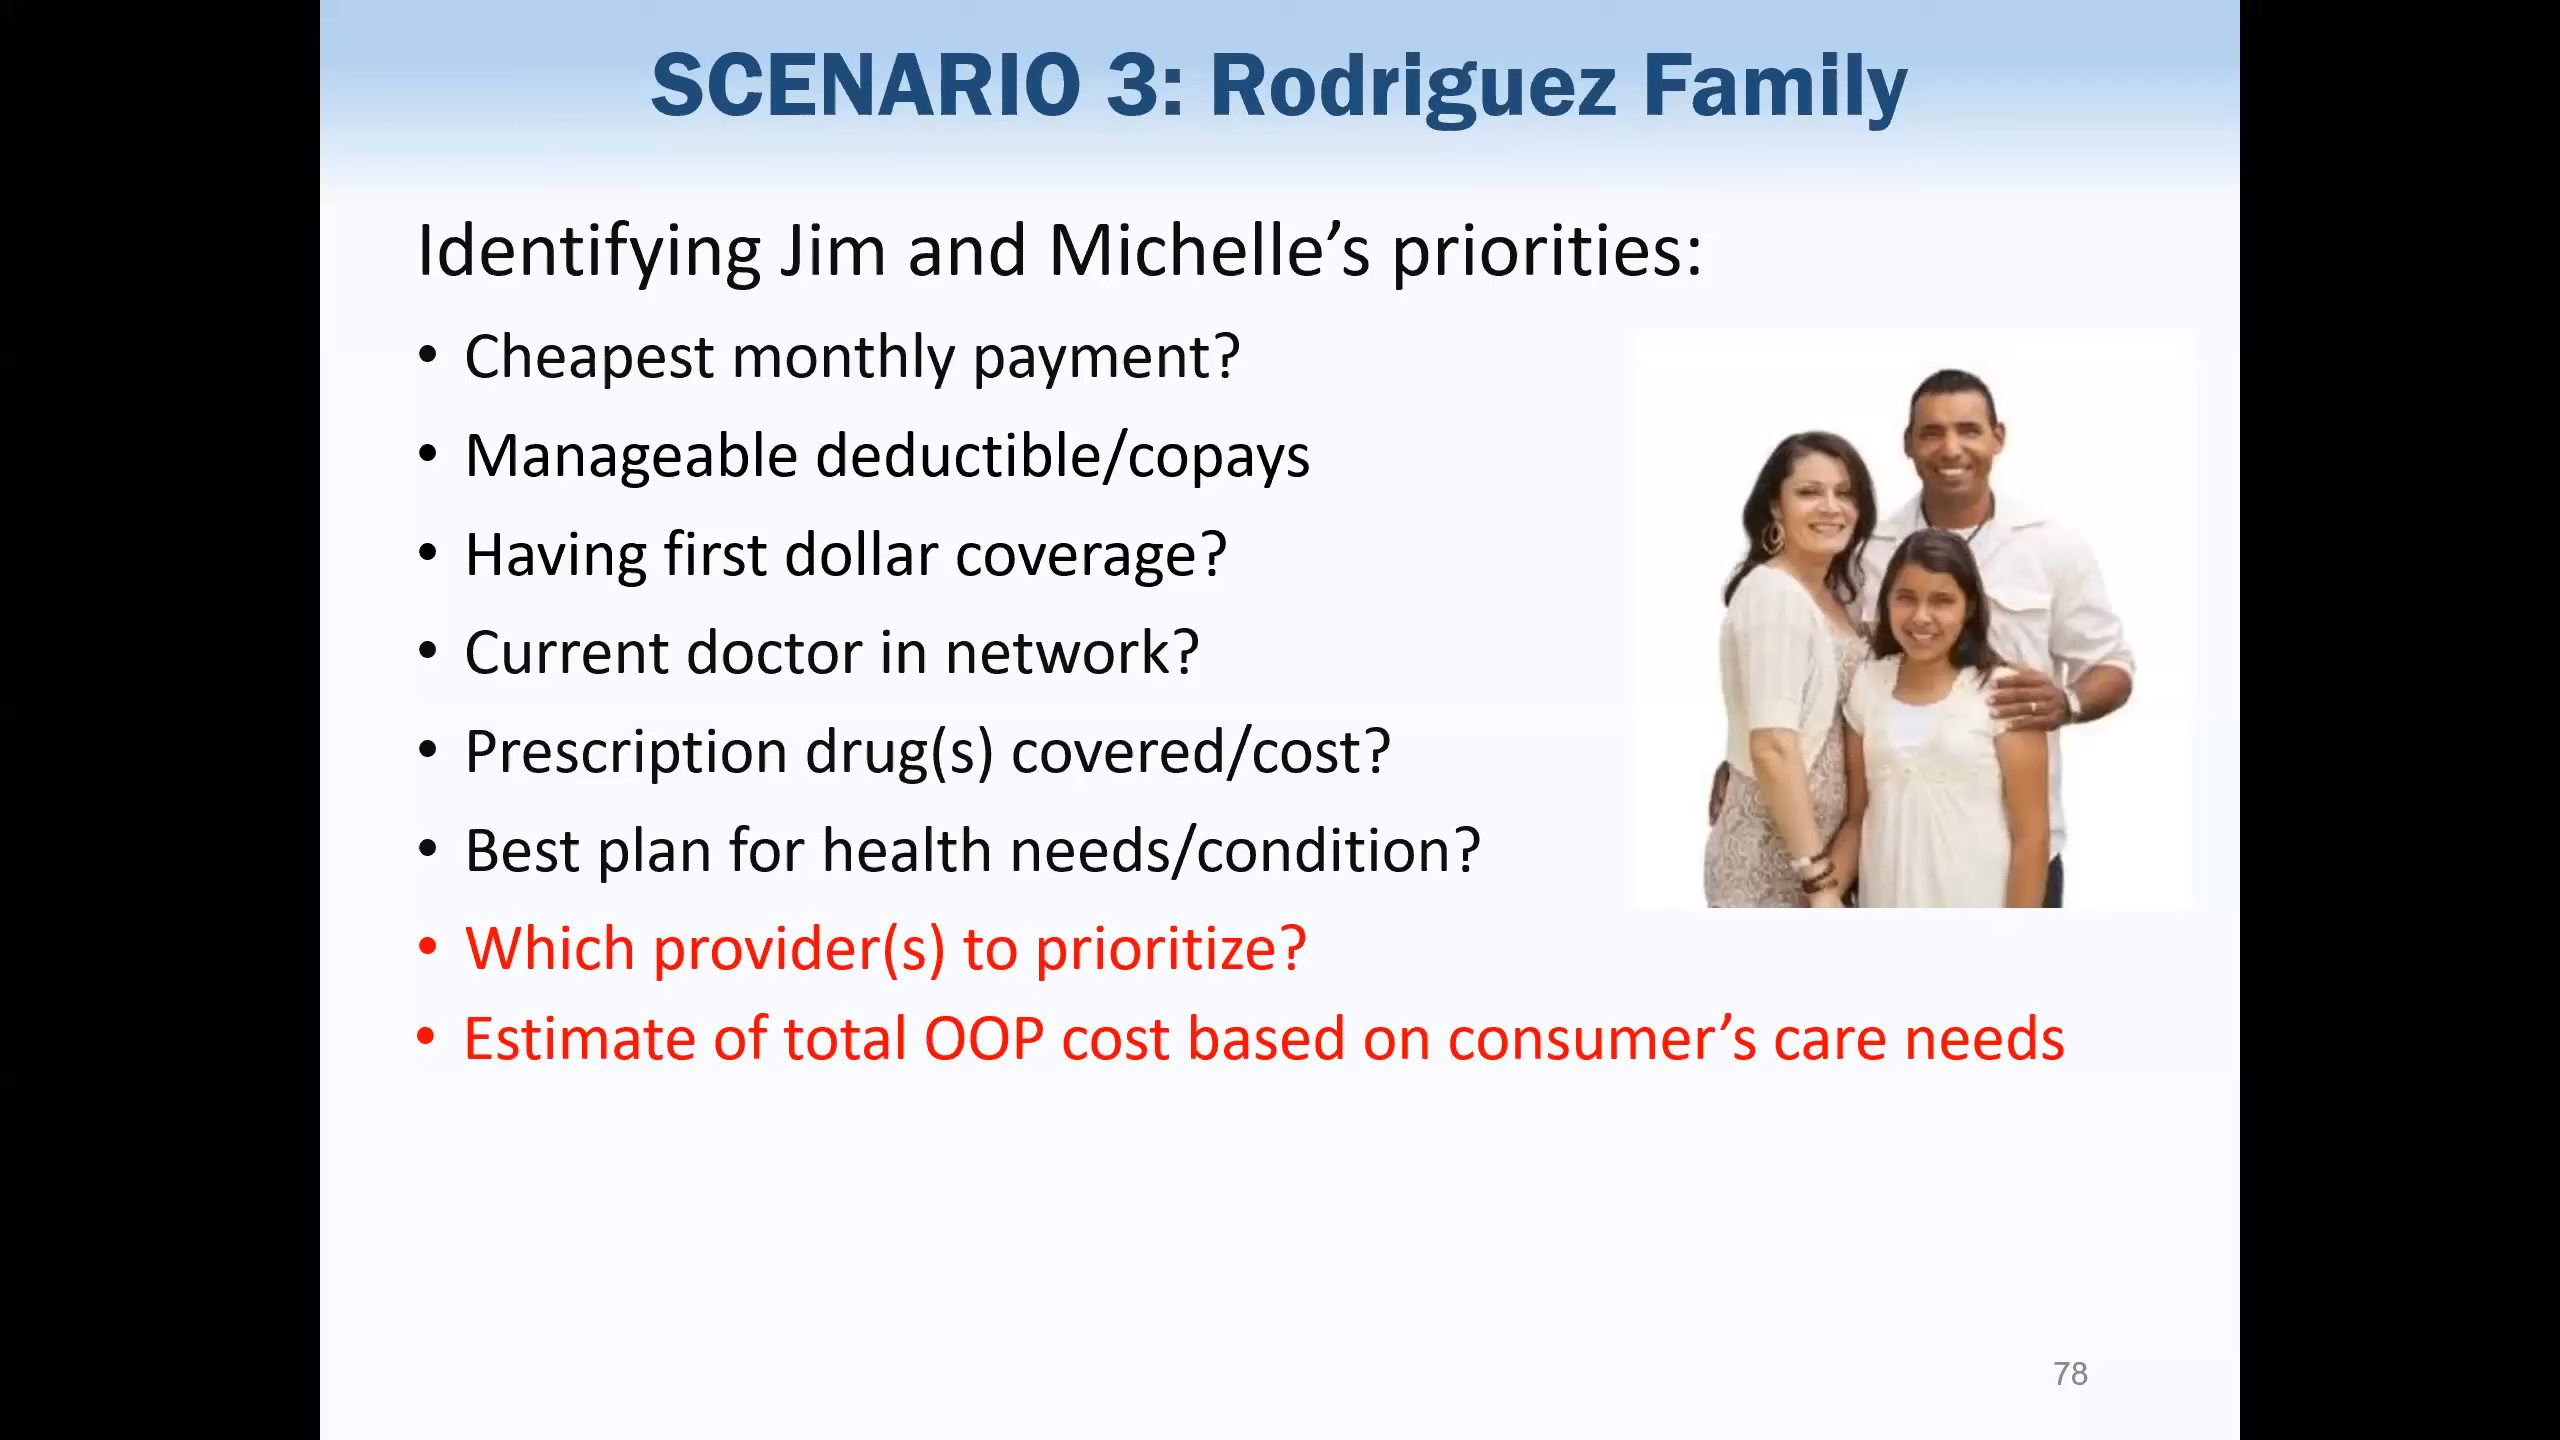 SCENARIO 3: Rodriguez Family
Identifying Jim and Michelle’s priorities:
• Cheapest monthly payment?
• Manageable deductible/copays
• Having first dollar coverage?
• Current doctor in network?
• Prescription drug(s) covered/cost?
• Best plan for health needs/condition?
• Which provider(s) to prioritize?
• Estimate of total OOP cost based on consumer’s care needs
78